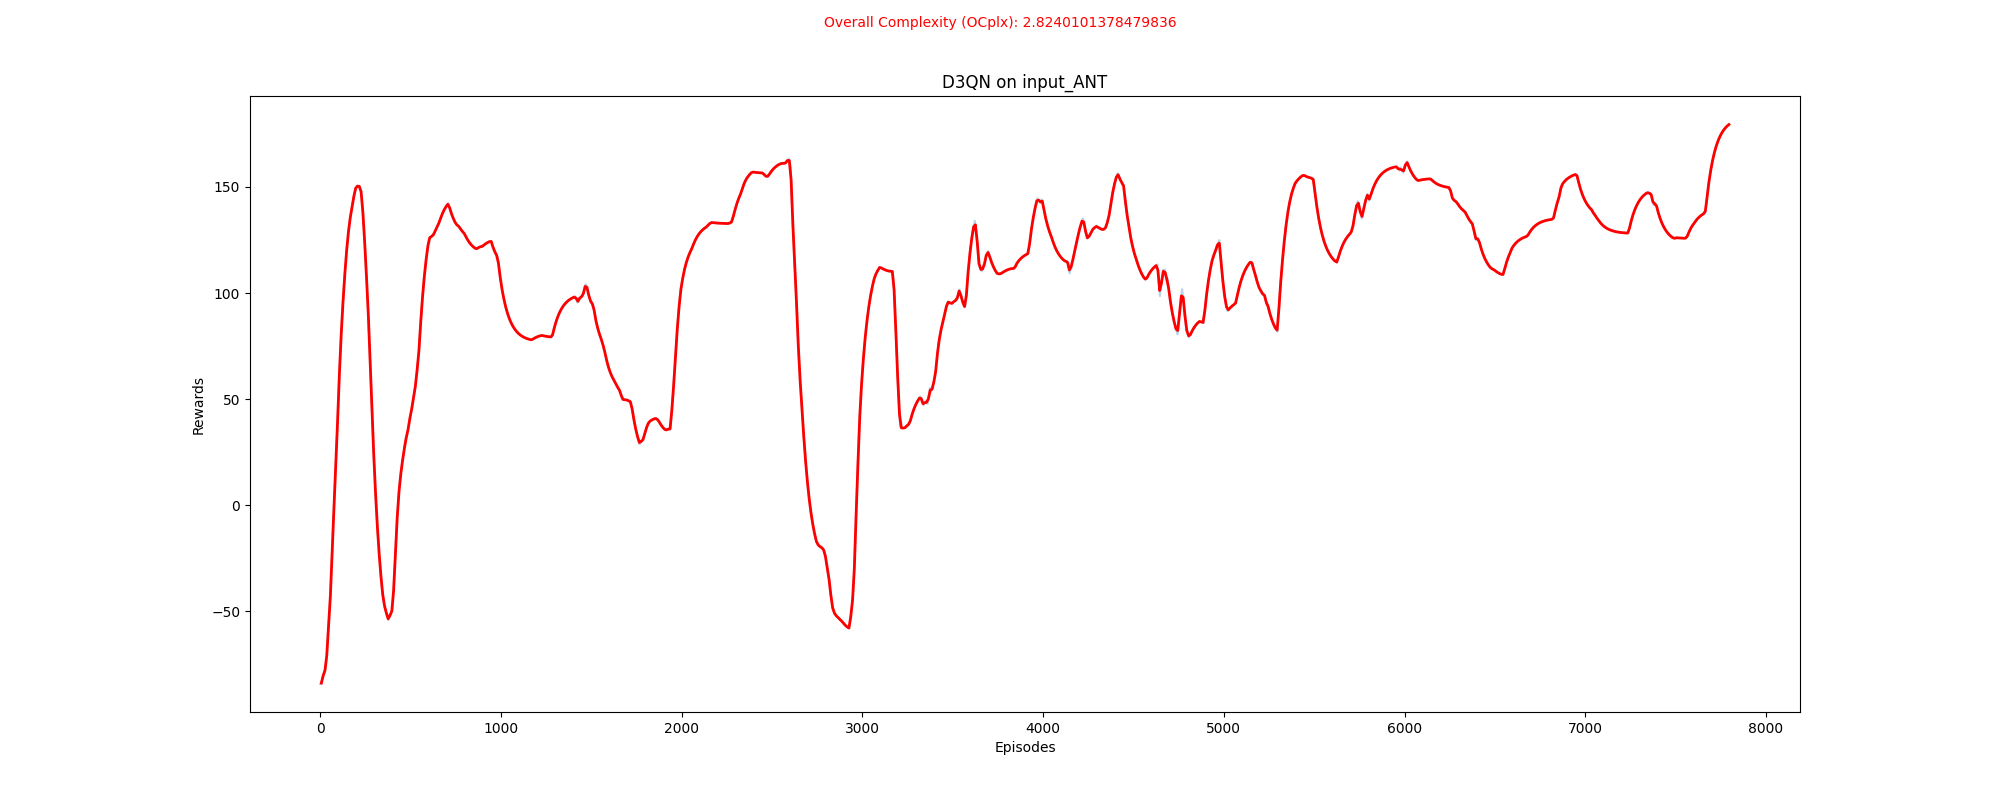 Overall Complexity (OCplx): 2.8240101378479836
D3QN on input_ANT
Rewards
150
100
50
0
−50
0 1000 2000 3000 4000 5000 6000 7000 8000
Episodes